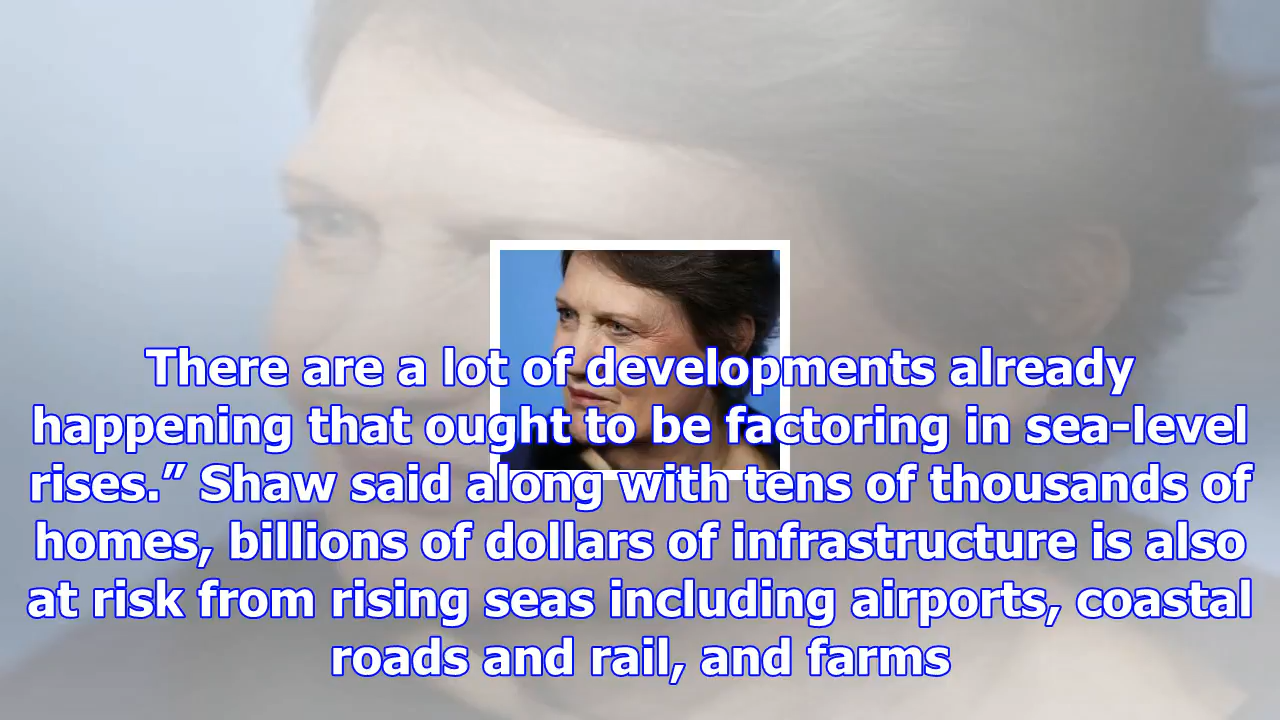 There are a lot of developments already
happening that ought to be factoring in sea-level
rises.” Shaw said along with tens of thousands of
homes, billions of dollars of infrastructure is also
at risk from rising seas including airports, coastal
roads and rail, and farms